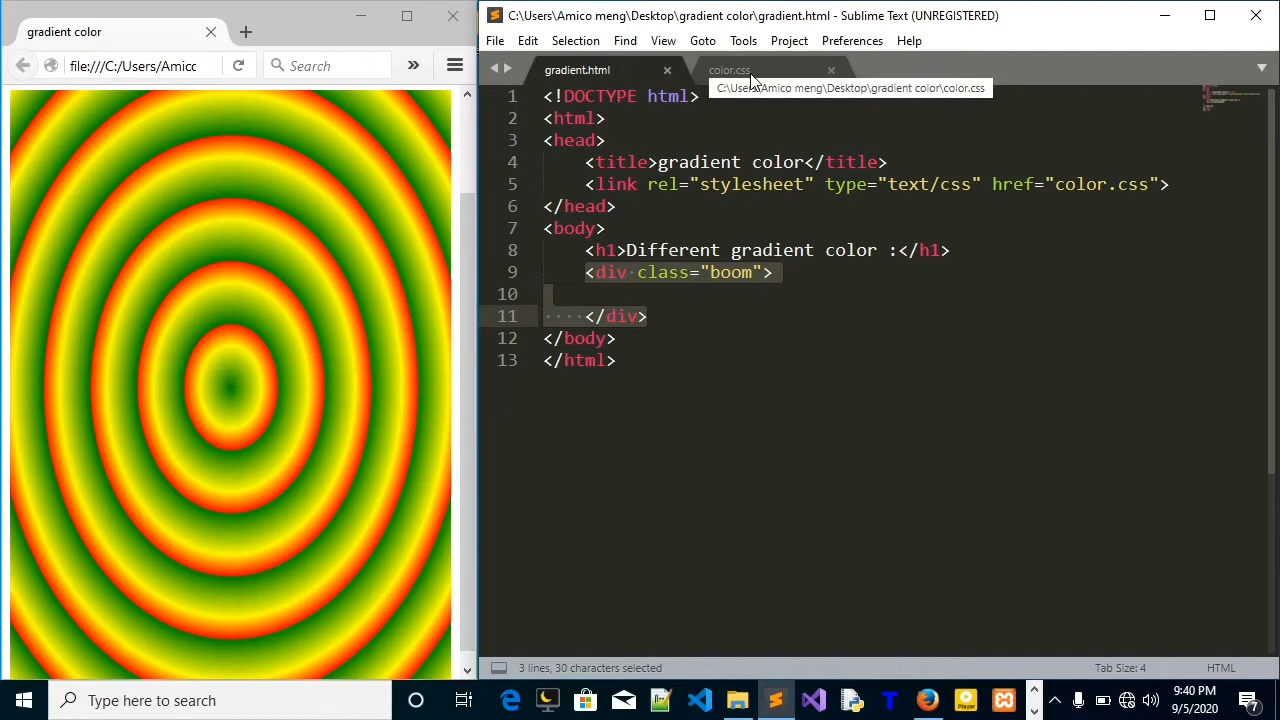 gradient color
file:///C:/Users/Amicc
Search
C:\Users\Amico meng\Desktop\gradient color\gradient.html - Sublime Text (UNREGISTERED)
File Edit Selection Find View Goto Tools Project Preferences Help
gradient.html
color.css
C:\Users\Amico meng\Desktop\gradient color\color.css
1 <!DOCTYPE html>
2 <html>
3 <head>
4 <title>gradient color</title>
5 <link rel="stylesheet" type="text/css" href="color.css">
6 </head>
7 <body>
8 <h1>Different gradient color :</h1>
9 <div class="boom">
10
11 </div>
12 </body>
13 </html>
3 lines, 30 characters selected
Tab Size: 4
HTML
Type here to search
Player
9:40 PM
9/5/2020
7